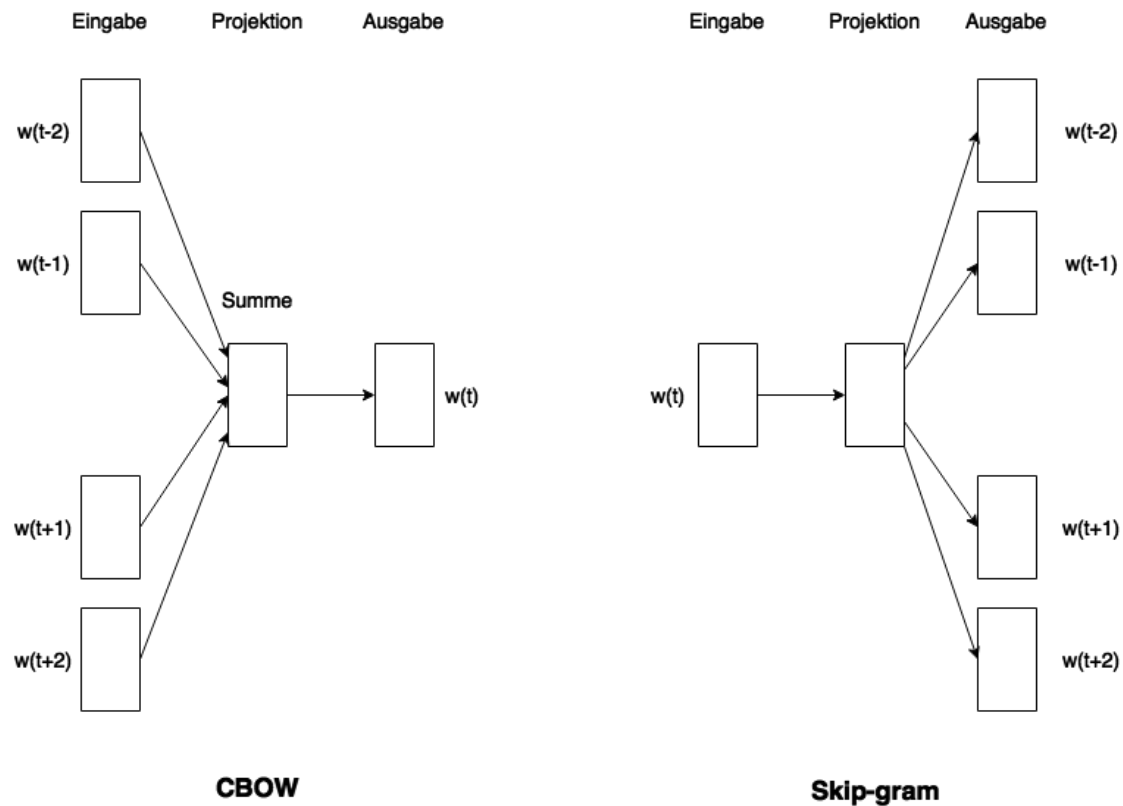 Eingabe Projektion Ausgabe
w(t-2)
w(t-1)
Summe
w(t)
w(t+1)
w(t+2)
CBOW
Eingabe Projektion Ausgabe
w(t-2)
w(t-1)
w(t)
w(t+1)
w(t+2)
Skip-gram